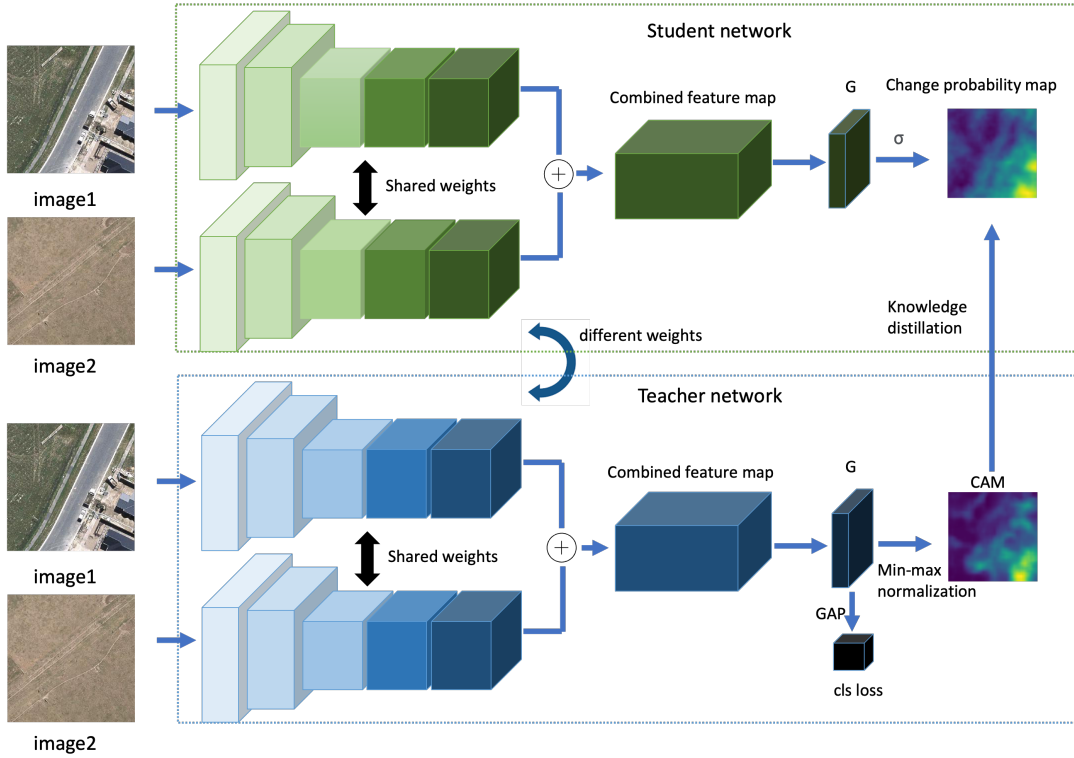 Student network
image1
Shared weights
Combined feature map
G
σ
Change probability map
+
image2
different weights
Knowledge
distillation
Teacher network
image1
Shared weights
Combined feature map
G
+
CAM
Min-max
normalization
GAP
cls loss
image2